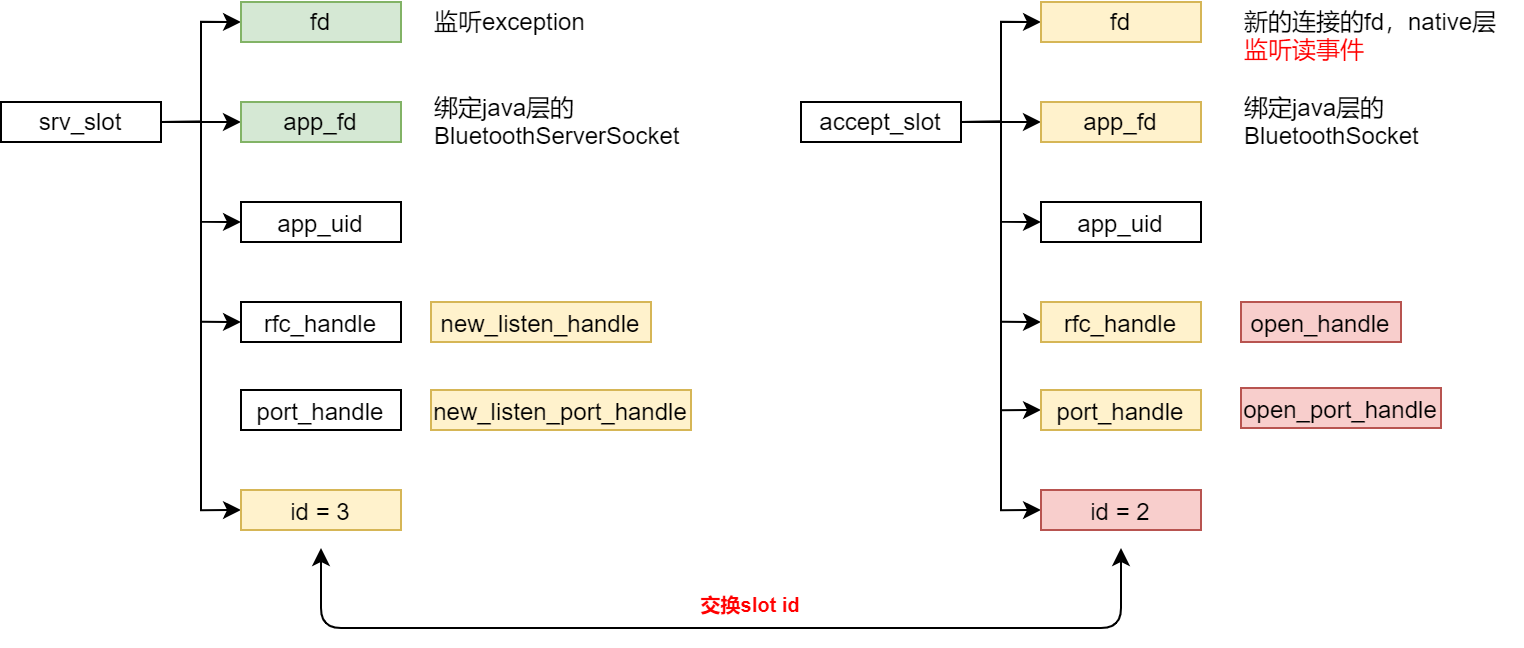 fd
监听exception
srv_slot
app_fd
绑定java层的
BluetoothServerSocket
app_uid
rfc_handle
new_listen_handle
port_handle
new_listen_port_handle
id = 3
fd
新的连接的fd，native层
监听读事件
accept_slot
app_fd
绑定java层的
BluetoothSocket
app_uid
rfc_handle
open_handle
port_handle
open_port_handle
id = 2
交换slot id